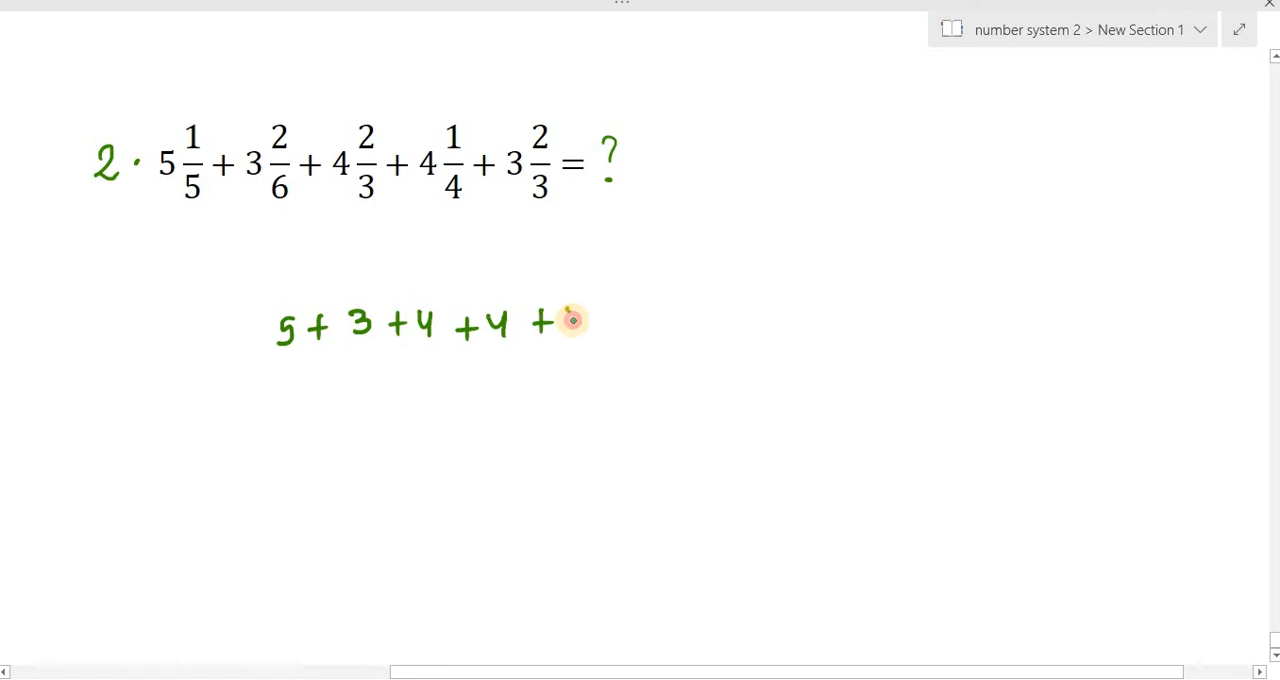 number system 2 > New Section 1
2. 5 1/5 + 3 2/6 + 4 2/3 + 4 1/4 + 3 2/3 = ?
5 + 3 + 4 + 4 +